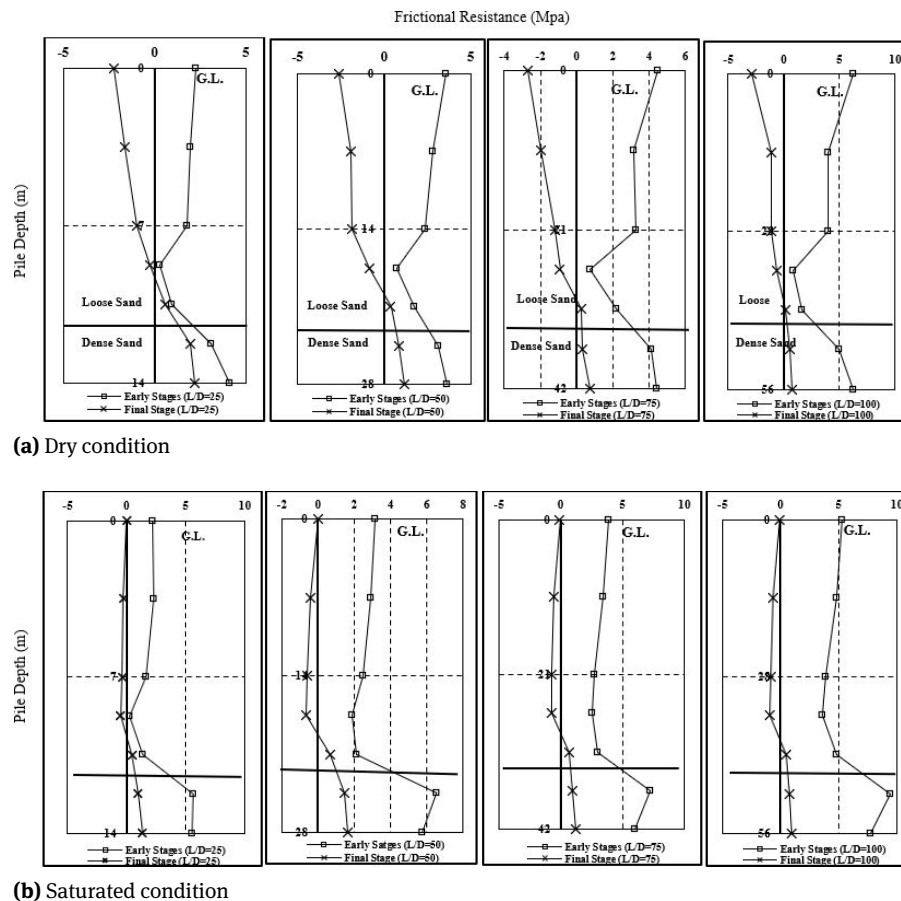 Frictional Resistance (Mpa)
Pile Depth (m)
-5 0 5
0
G.L.
7
Loose Sand
Dense Sand
14
Early Stages (L/D=25)
Final Stage (L/D=25)
-5 0 5 10
0
G.L.
14
Loose Sand
Dense Sand
28
Early Stages (L/D=50)
Final Stage (L/D=50)
-4 -2 0 2 4 6
0
G.L.
21
Loose Sand
Dense Sand
42
Early Stages (L/D=75)
Final Stage (L/D=75)
-5 0 5 10
0
G.L.
28
Loose
Dense Sand
56
Early Stages (L/D=100)
Final Stage (L/D=100)
(a) Dry condition
Pile Depth (m)
-5 0 5 10
0
G.L.
7
14
Early Stages (L/D=25)
Final Stage (L/D=25)
-2 0 2 4 6 8
0
G.L.
14
28
Early Satges (L/D=50)
Final Stage (L/D=50)
-5 0 5 10
0
G.L.
21
42
Early Stages (L/D=75)
Final Stage (L/D=75)
-5 0 5 10
0
G.L.
28
56
Early Stages (L/D=100)
Final Stage (L/D=100)
(b) Saturated condition